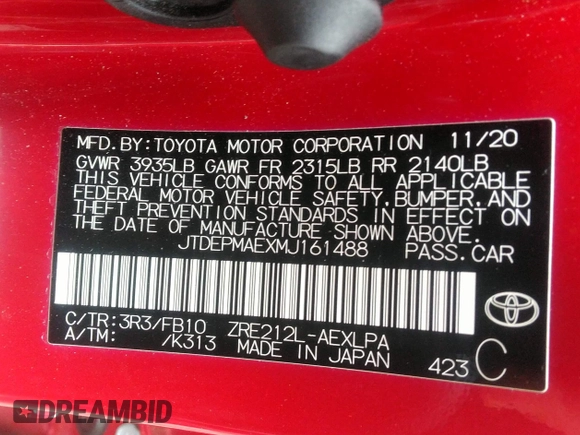 MFD.BY:TOYOTA MOTOR CORPORATION 11/20
GVWR 3935LB GAWR FR 2315LB RR 2140LB
THIS VEHICLE CONFORMS TO ALL APPLICABLE
FEDERAL MOTOR VEHICLE SAFETY,BUMPER,AND
THEFT PREVENTION STANDARDS IN EFFECT ON
THE DATE OF MANUFACTURE SHOWN ABOVE.
JTDEPMAEXMJ161488 PASS.CAR
C/TR:3R3/FB10 ZRE212L-AEXLPA
A/TM: /K313 MADE IN JAPAN 423 C
DREAMBID